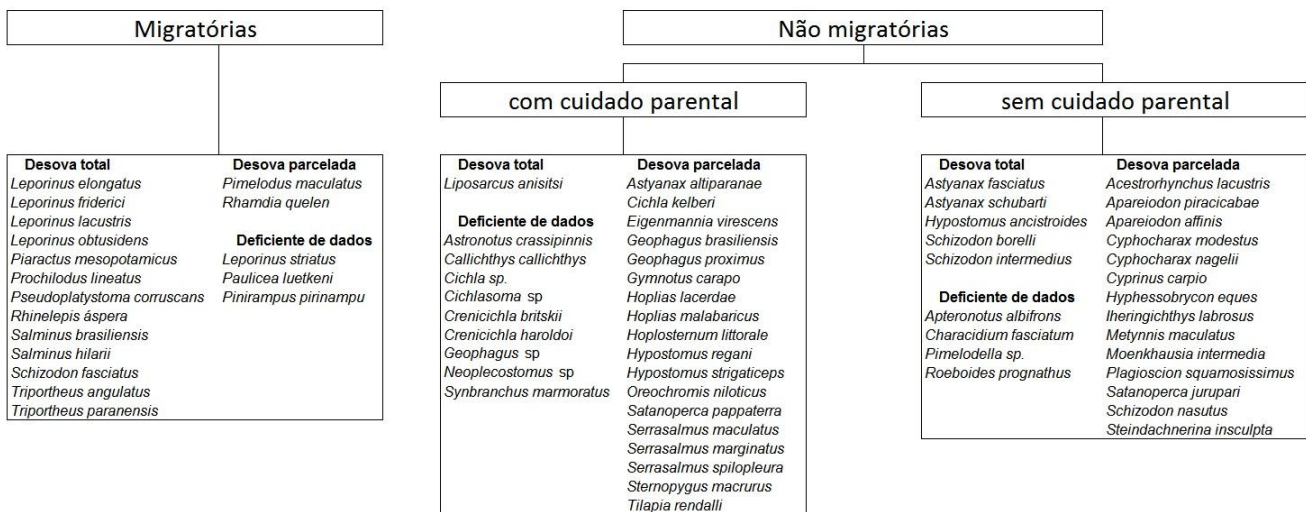 Migratórias
Não migratórias
com cuidado parental
sem cuidado parental
Desova total
Leporinus elongatus
Leporinus friderici
Leporinus lacustris
Leporinus obtusidens
Piaractus mesopotamicus
Prochilodus lineatus
Pseudoplatystoma corruscans
Rhinelepis áspera
Salminus brasiliensis
Salminus hilarii
Schizodon fasciatus
Triportheus angulatus
Triportheus paranensis
Desova parcelada
Pimelodus maculatus
Rhamdia quelen
Deficiente de dados
Leporinus striatus
Paulicea luetkeni
Pinirampus pirinampu
Desova total
Liposarcus anisitsi
Deficiente de dados
Astronotus crassipinnis
Callichthys callichthys
Cichla sp.
Cichlasoma sp
Crenicichla britskii
Crenicichla haroldoi
Geophagus sp
Neoplecostomus sp
Synbranchus marmoratus
Desova parcelada
Astyanax altiparanae
Cichla kelberi
Eigenmannia virescens
Geophagus brasiliensis
Geophagus proximus
Gymnotus carapo
Hoplias lacerdae
Hoplias malabaricus
Hoplosternum littorale
Hypostomus regani
Hypostomus strigaticeps
Oreochromis niloticus
Satanoperca pappaterra
Serrasalmus maculatus
Serrasalmus marginatus
Serrasalmus spilopleura
Sternopygus macrurus
Tilapia rendalli
Desova total
Astyanax fasciatus
Astyanax schubarti
Hypostomus ancistroides
Schizodon borelli
Schizodon intermedius
Deficiente de dados
Apteronotus albifrons
Characidium fasciatum
Pimelodella sp.
Roeboides prognathus
Desova parcelada
Acestrorhynchus lacustris
Apareiodon piracicabae
Apareiodon affinis
Cyphocharax modestus
Cyphocharax nagelii
Cyprinus carpio
Hyphessobrycon eques
Iheringichthys labrosus
Metynnis maculatus
Moenkhausia intermedia
Plagioscion squamosissimus
Satanoperca jurupari
Schizodon nasutus
Steindachnerina insculpta